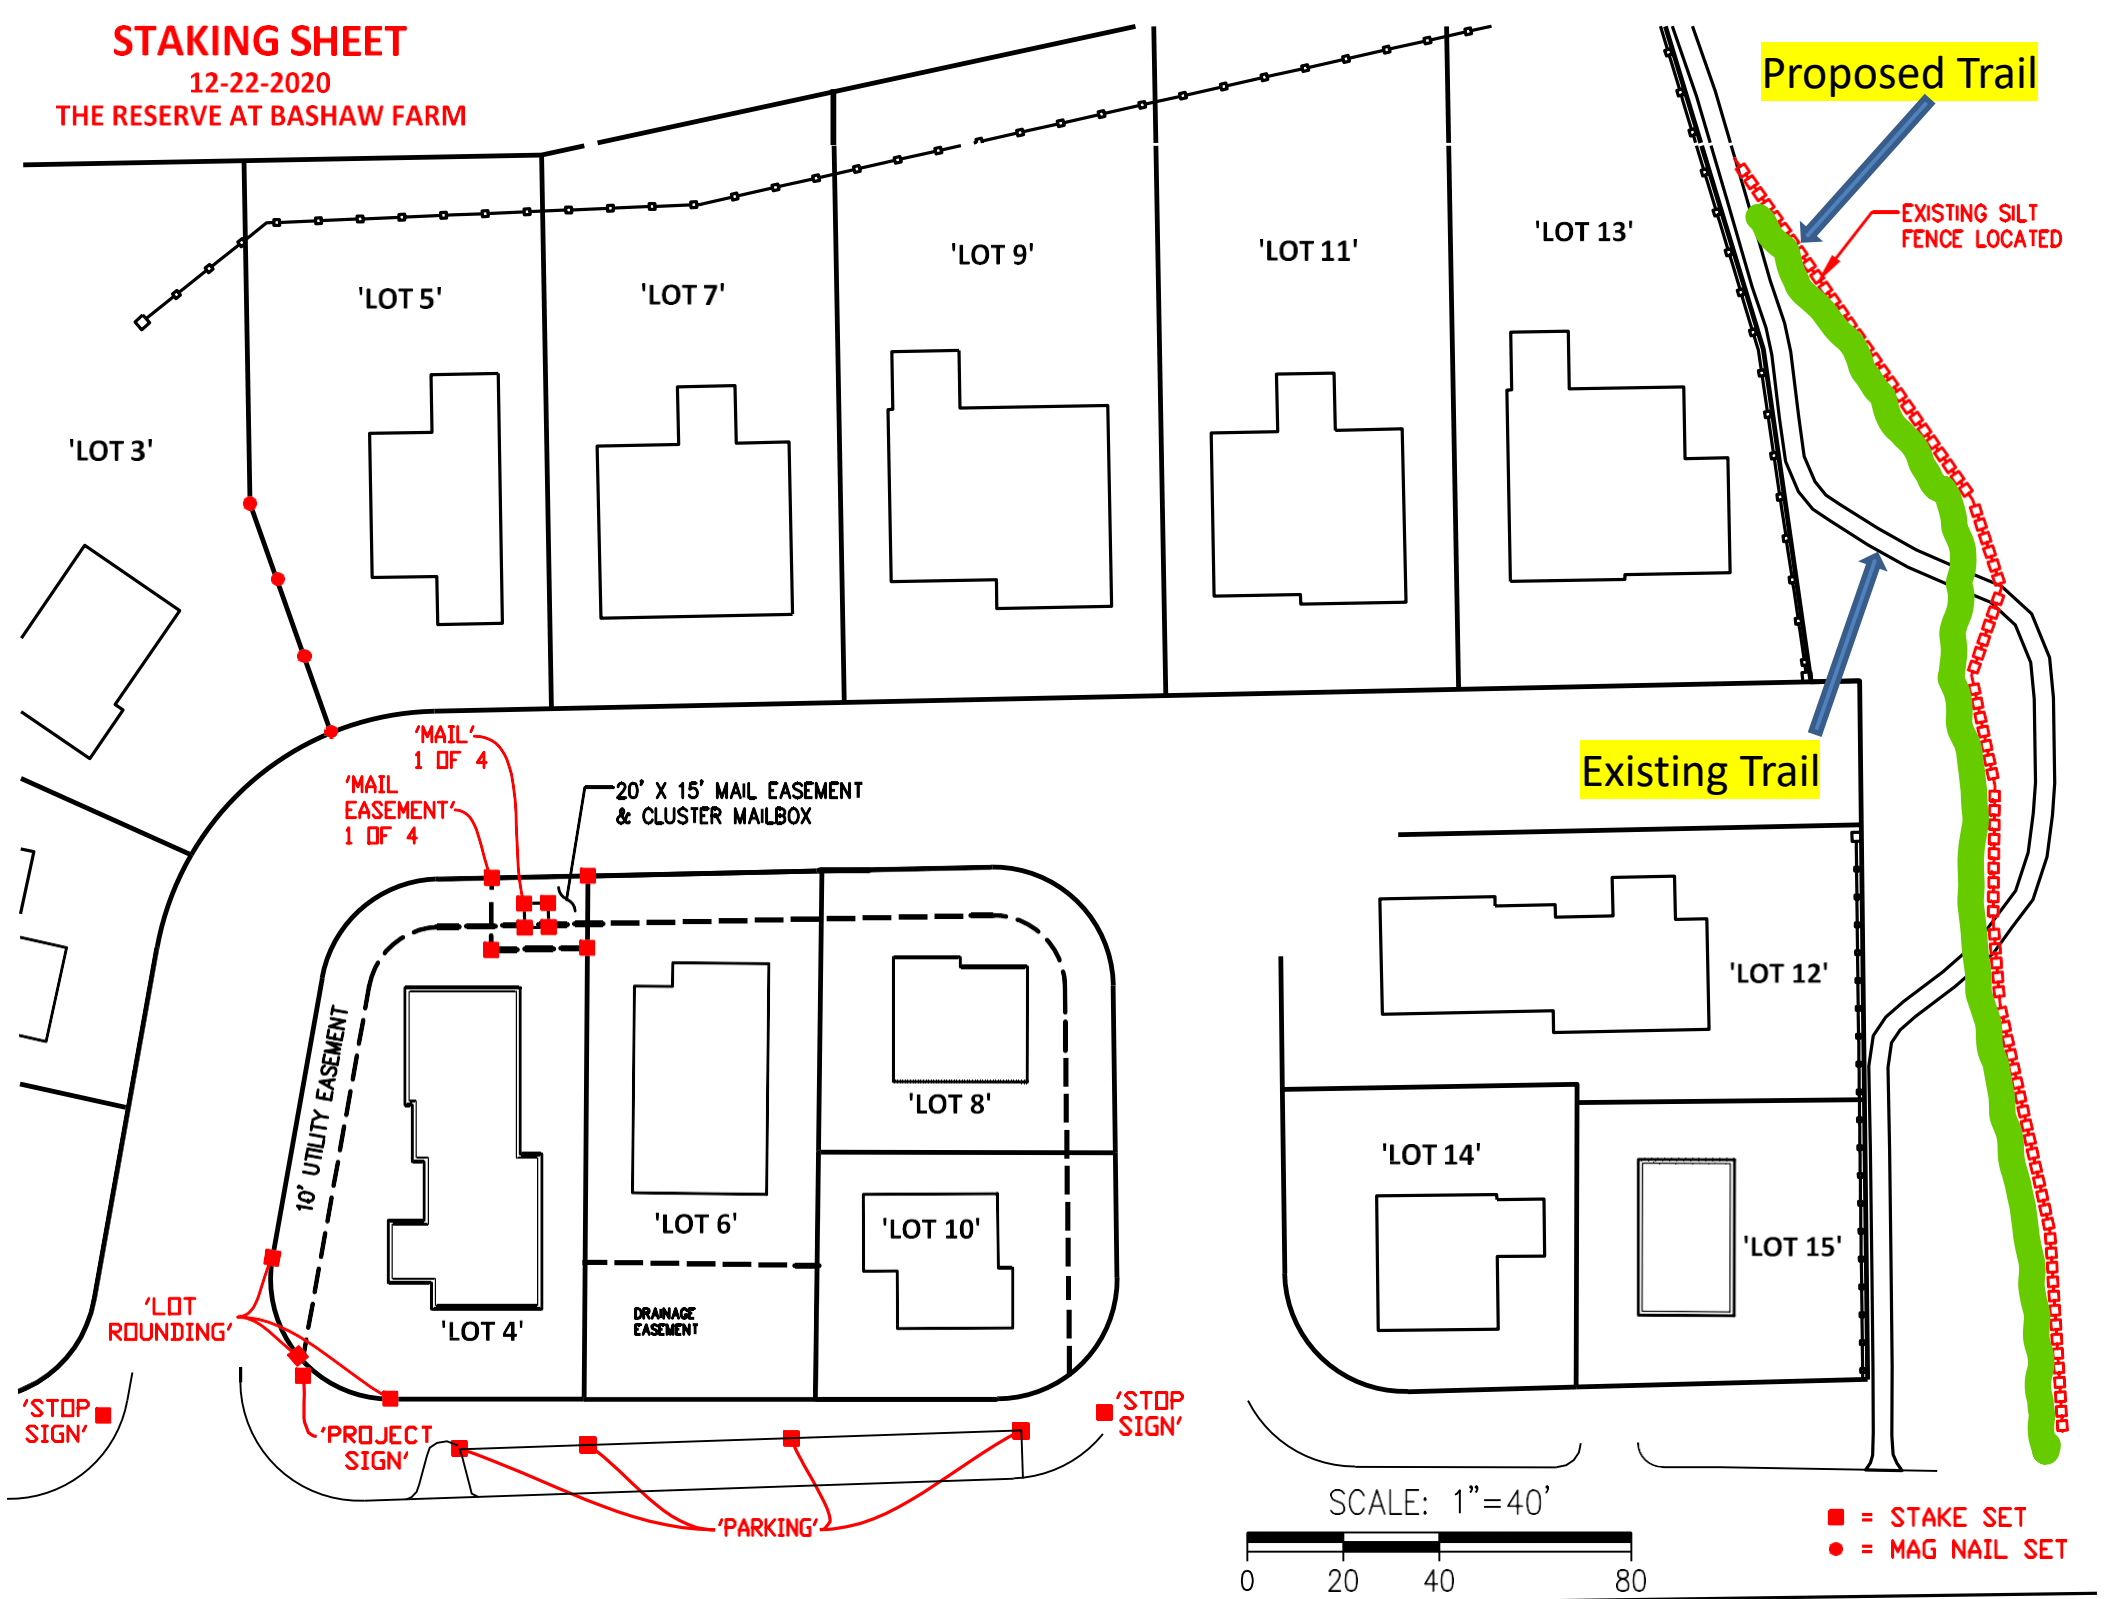 STAKING SHEET
12-22-2020
THE RESERVE AT BASHAW FARM
Proposed Trail
EXISTING SILT
FENCE LOCATED
'LOT 13'
'LOT 9'
'LOT 11'
'LOT 5'
'LOT 7'
'LOT 3'
'MAIL'
1 OF 4
'MAIL
EASEMENT'
1 OF 4
20' X 15' MAIL EASEMENT
& CLUSTER MAILBOX
Existing Trail
'LOT 12'
10' UTILITY EASEMENT
'LOT 8'
'LOT 14'
'LOT 6'
'LOT 10'
'LOT 15'
'LOT
ROUNDING'
'LOT 4'
DRAINAGE
EASEMENT
'STOP
SIGN'
'PROJECT
SIGN'
'STOP
SIGN'
'PARKING'
SCALE: 1"=40'
0 20 40 80
= STAKE SET
= MAG NAIL SET